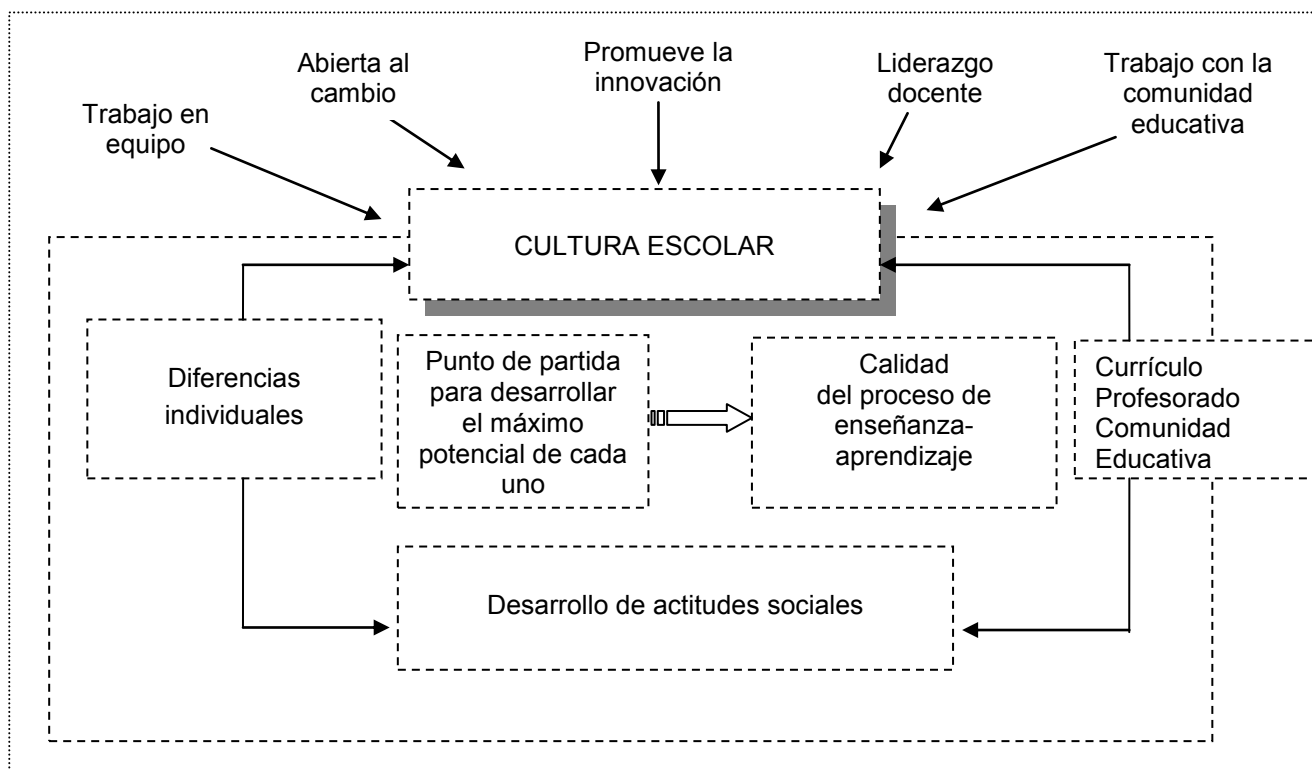 Trabajo en
equipo
Abierta al
cambio
Promueve la
innovación
Liderazgo
docente
Trabajo con la
comunidad
educativa
CULTURA ESCOLAR
Diferencias
individuales
Punto de partida
para desarrollar
el máximo
potencial de cada
uno
Calidad
del proceso de
enseñanza-
aprendizaje
Currículo
Profesorado
Comunidad
Educativa
Desarrollo de actitudes sociales